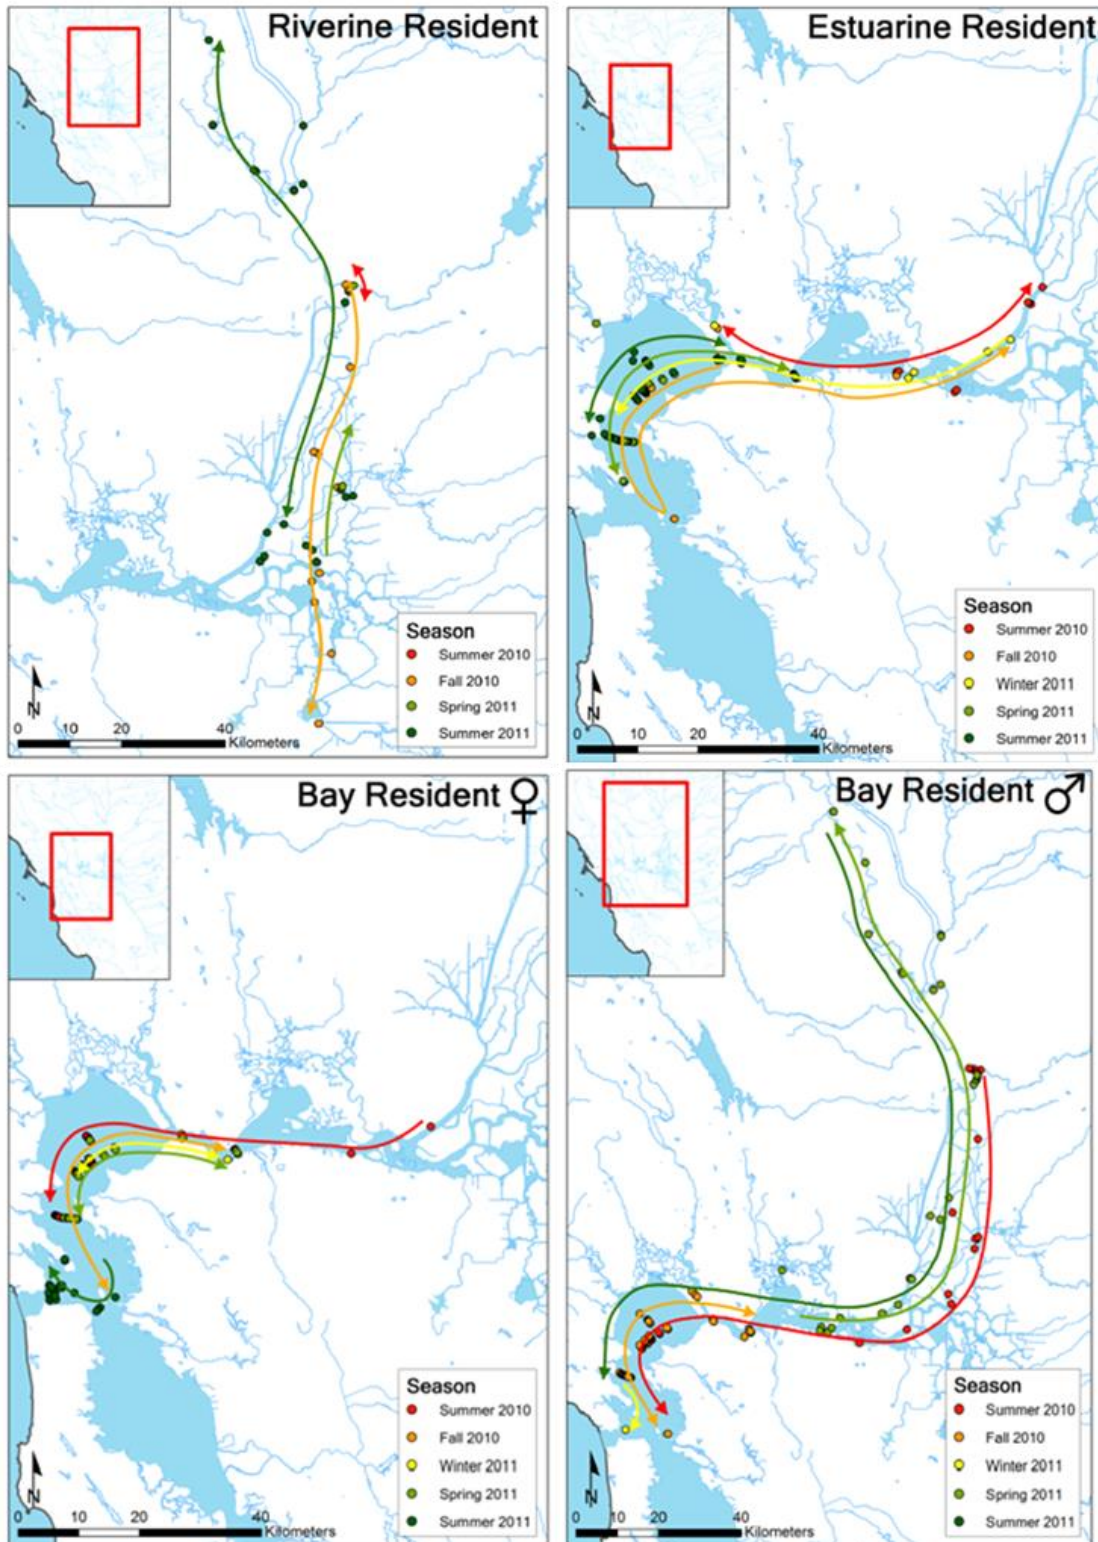 Riverine Resident
Season
Summer 2010
Fall 2010
Spring 2011
Summer 2011
N
0 10 20 40
Kilometers
Estuarine Resident
Season
Summer 2010
Fall 2010
Winter 2011
Spring 2011
Summer 2011
N
0 10 20 40
Kilometers
Bay Resident ♀
Season
Summer 2010
Fall 2010
Winter 2011
Spring 2011
Summer 2011
N
0 10 20 40
Kilometers
Bay Resident ♂
Season
Summer 2010
Fall 2010
Winter 2011
Spring 2011
Summer 2011
N
0 10 20 40
Kilometers